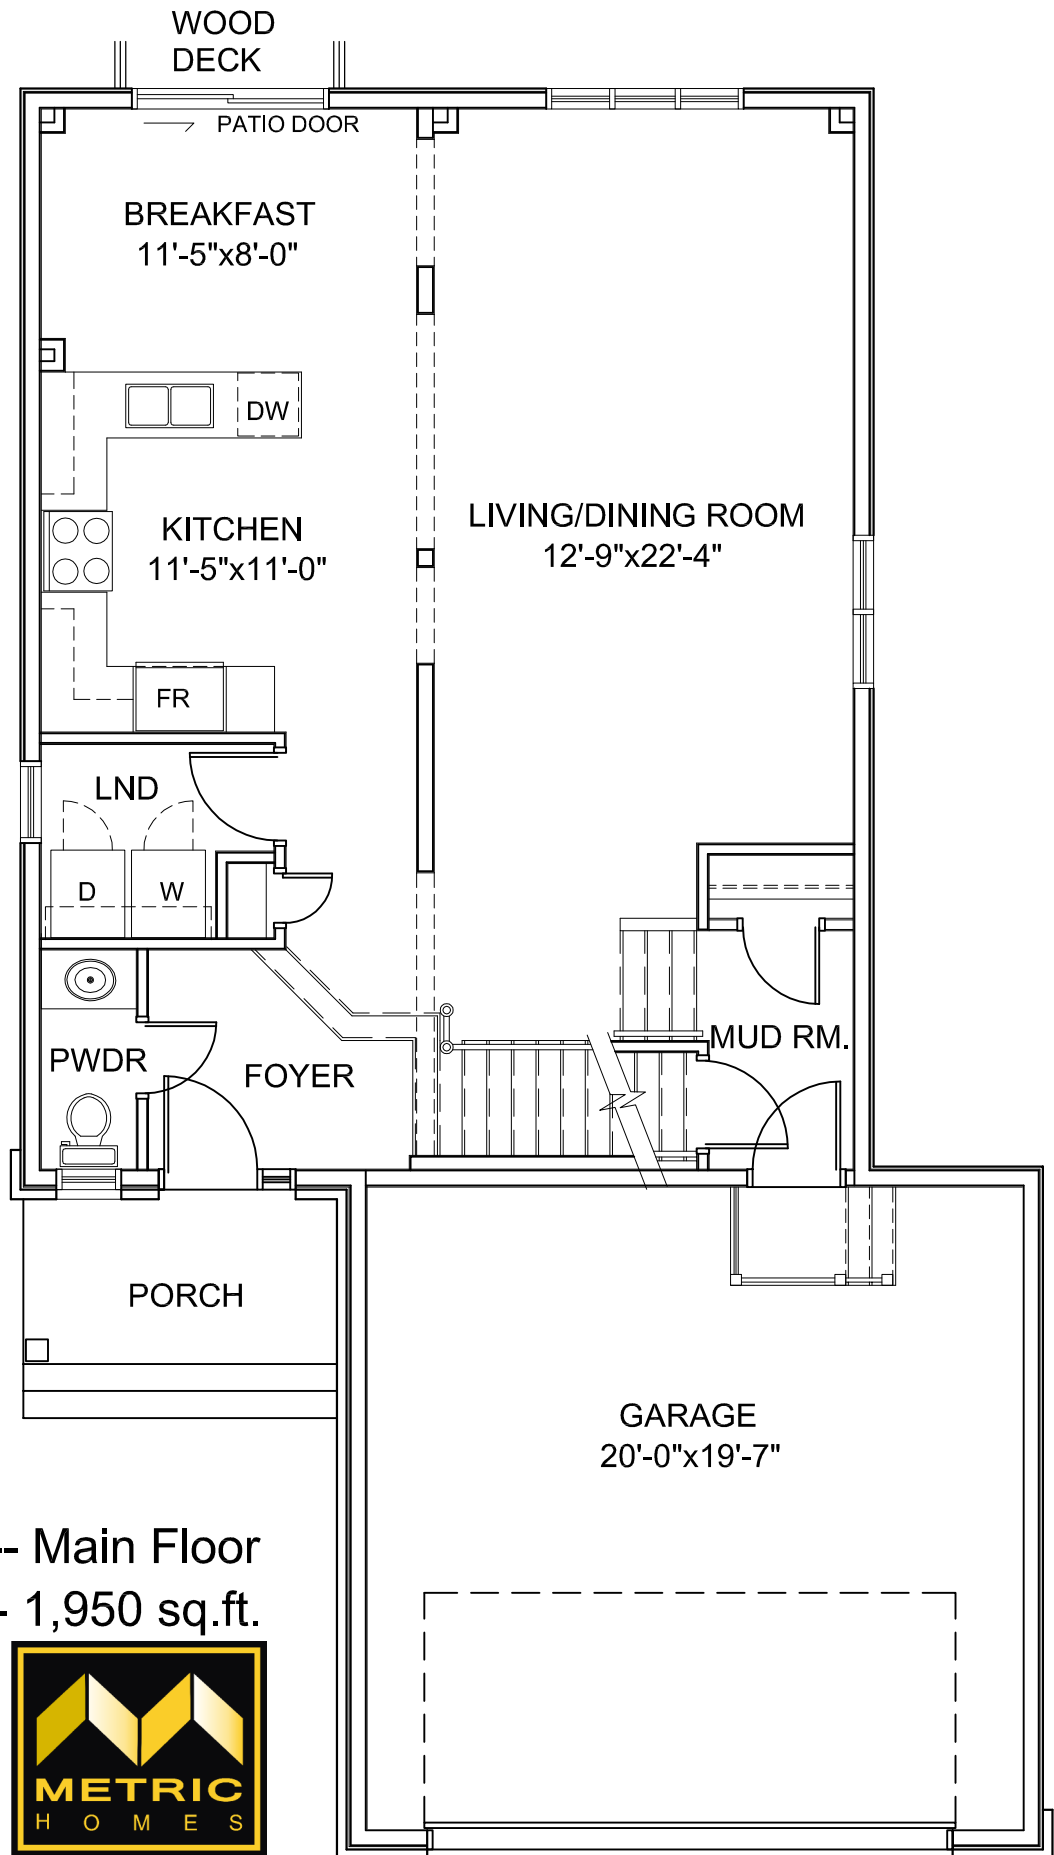 WOOD
DECK
PATIO DOOR
BREAKFAST
11'-5"x8'-0"
DW
KITCHEN
11'-5"x11'-0"
LIVING/DINING ROOM
12'-9"x22'-4"
FR
LND
D
W
PWDR
FOYER
MUD RM.
PORCH
GARAGE
20'-0"x19'-7"
-- Main Floor
- 1,950 sq.ft.
METRIC
HOMES